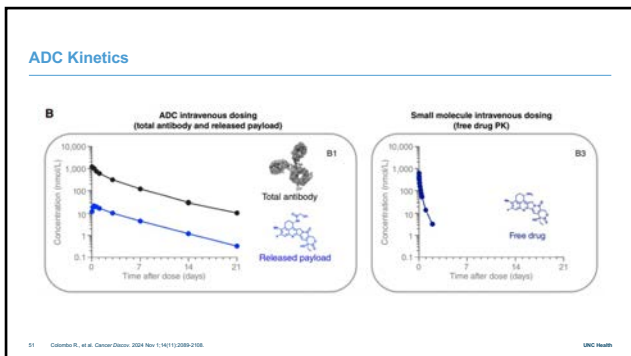 ADC Kinetics
B
ADC intravenous dosing
(total antibody and released payload)
B1
Concentration (nmol/L)
10,000
1,000
100
10
1
0.1
0
7
14
21
Time after dose (days)
Total antibody
Released payload
Small molecule intravenous dosing
(free drug PK)
B3
Concentration (nmol/L)
10,000
1,000
100
10
1
0.1
0
7
14
21
Time after dose (days)
Free drug
51 Colombo R., et al. Cancer Discov. 2024 Nov 1;14(11):2089-2108.
UNC Health